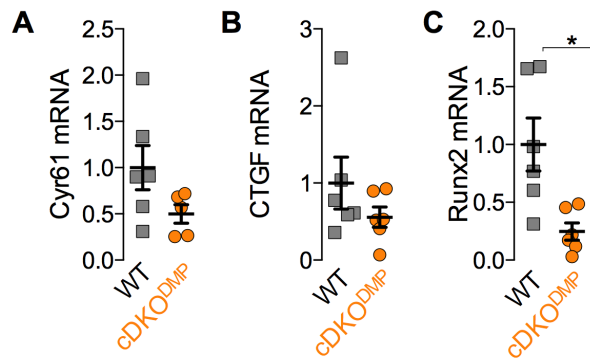 A
Cyr61 mRNA
2.5
2.0
1.5
1.0
0.5
0.0
WT
cDKODMP
B
CTGF mRNA
3
2
1
0
WT
cDKODMP
C
Runx2 mRNA
2.0
1.5
1.0
0.5
0.0
*
WT
cDKODMP